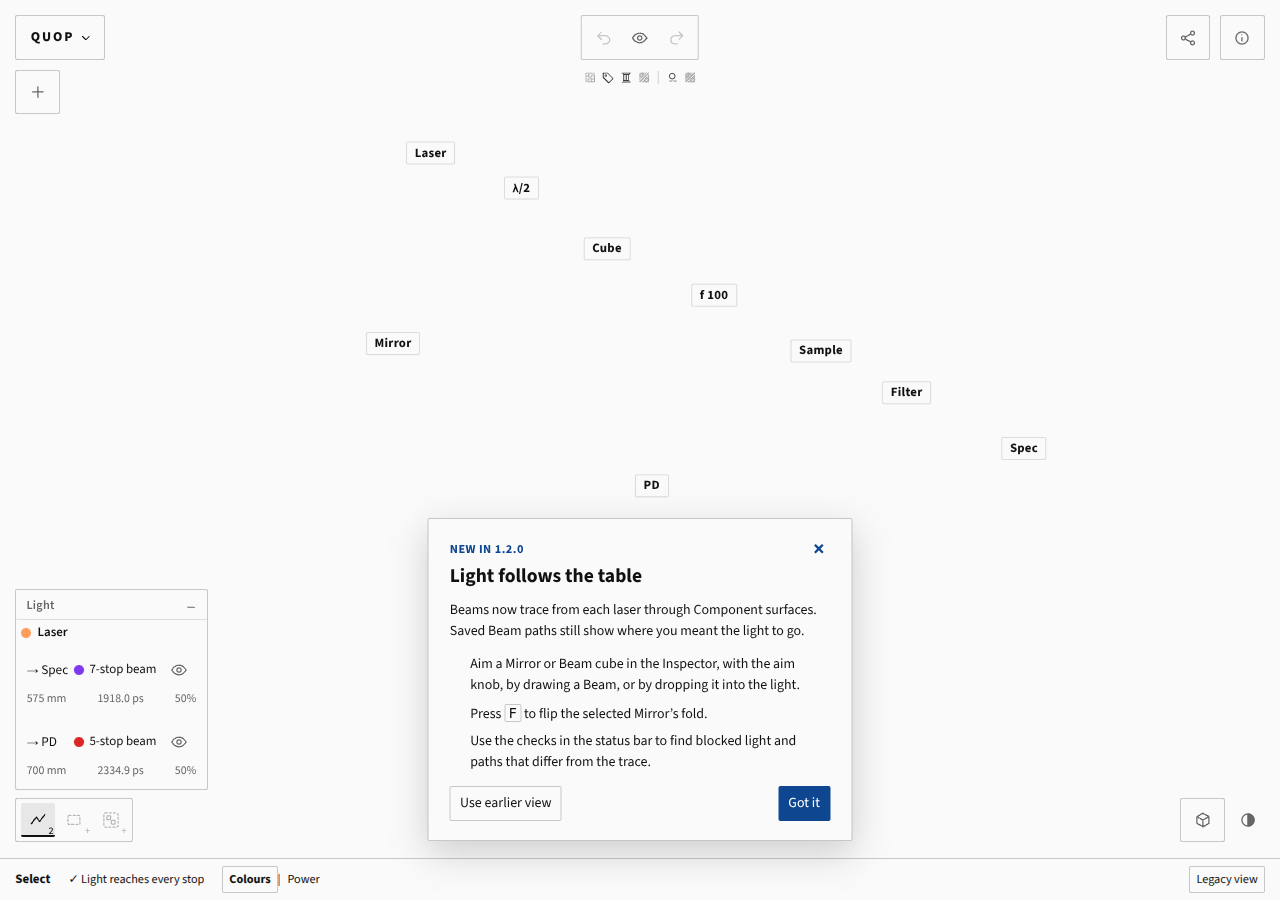 QUOP
Laser
λ/2
Cube
f 100
Mirror
Sample
Filter
Spec
PD
NEW IN 1.2.0
Light follows the table
Beams now trace from each laser through Component surfaces.
Saved Beam paths still show where you meant the light to go.
Aim a Mirror or Beam cube in the Inspector, with the aim
knob, by drawing a Beam, or by dropping it into the light.
Press F to flip the selected Mirror’s fold.
Use the checks in the status bar to find blocked light and
paths that differ from the trace.
Use earlier view
Got it
Light
Laser
→ Spec 7-stop beam
575 mm 1918.0 ps 50%
→ PD 5-stop beam
700 mm 2334.9 ps 50%
2 + +
Select ✓ Light reaches every stop Colours Power Legacy view